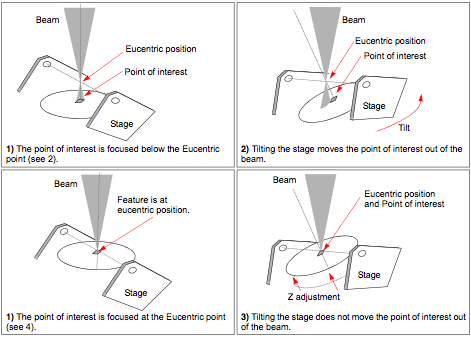 Beam
Eucentric position
Point of interest
Stage
1) The point of interest is focused below the Eucentric
point (see 2).
Beam
Eucentric position
Point of interest
Stage
Tilt
2) Tilting the stage moves the point of interest out of the
beam.
Beam
Feature is at
eucentric position.
Stage
1) The point of interest is focused at the Eucentric point
(see 4).
Beam
Eucentric position
and Point of interest
Stage
Z adjustment
3) Tilting the stage does not move the point of interest out
of the beam.